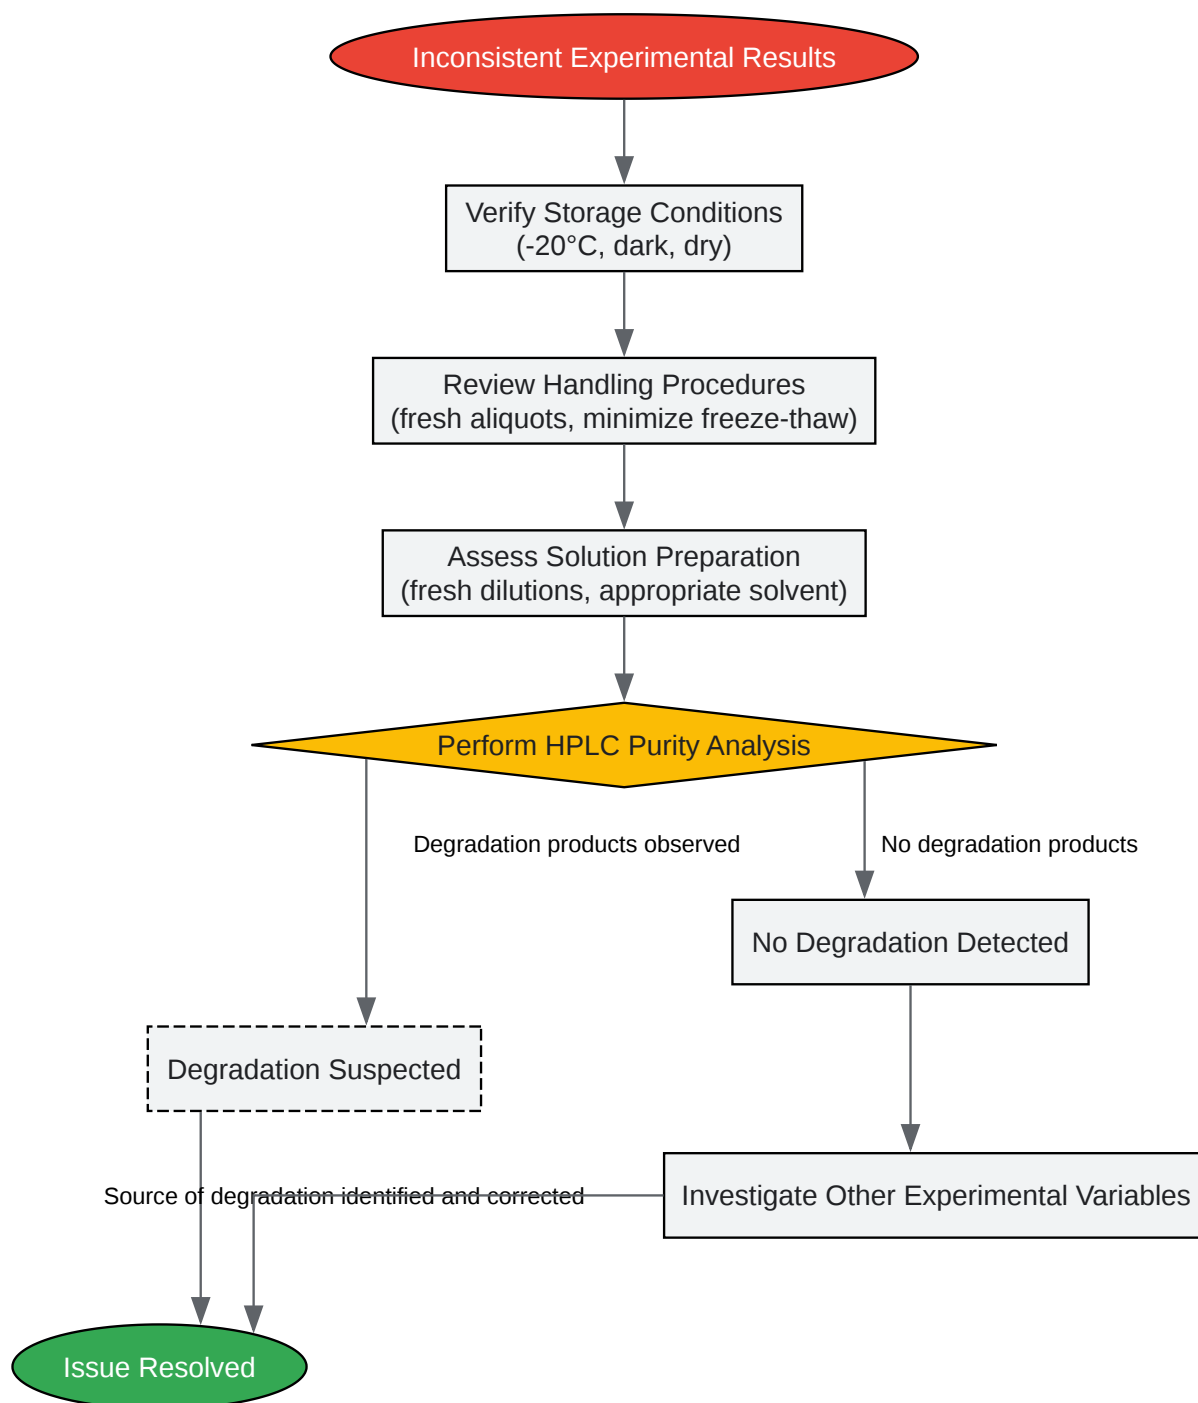 Inconsistent Experimental Results
Verify Storage Conditions
(-20°C, dark, dry)
Review Handling Procedures
(fresh aliquots, minimize freeze-thaw)
Assess Solution Preparation
(fresh dilutions, appropriate solvent)
Perform HPLC Purity Analysis
Degradation products observed
No degradation products
No Degradation Detected
Degradation Suspected
Source of degradation identified and corrected
Investigate Other Experimental Variables
Issue Resolved